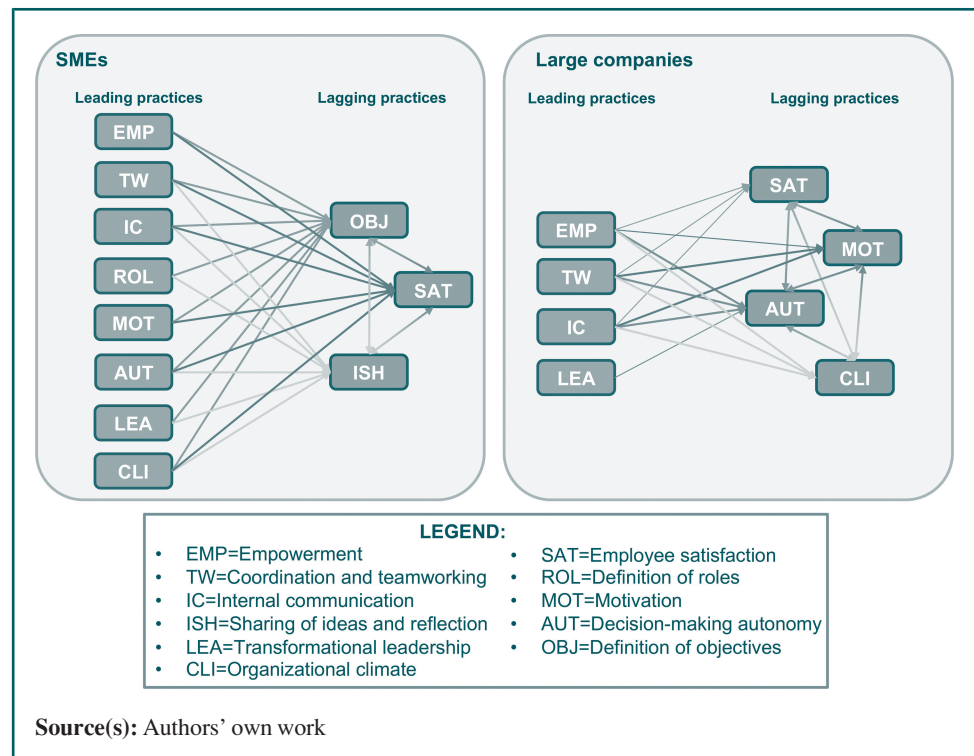 SMEs
Leading practices
Lagging practices
EMP
TW
IC
ROL
MOT
AUT
LEA
CLI
OBJ
SAT
ISH
Large companies
Leading practices
Lagging practices
EMP
TW
IC
LEA
SAT
MOT
AUT
CLI
LEGEND:
• EMP=Empowerment
• TW=Coordination and teamworking
• IC=Internal communication
• ISH=Sharing of ideas and reflection
• LEA=Transformational leadership
• CLI=Organizational climate
• SAT=Employee satisfaction
• ROL=Definition of roles
• MOT=Motivation
• AUT=Decision-making autonomy
• OBJ=Definition of objectives
Source(s): Authors' own work